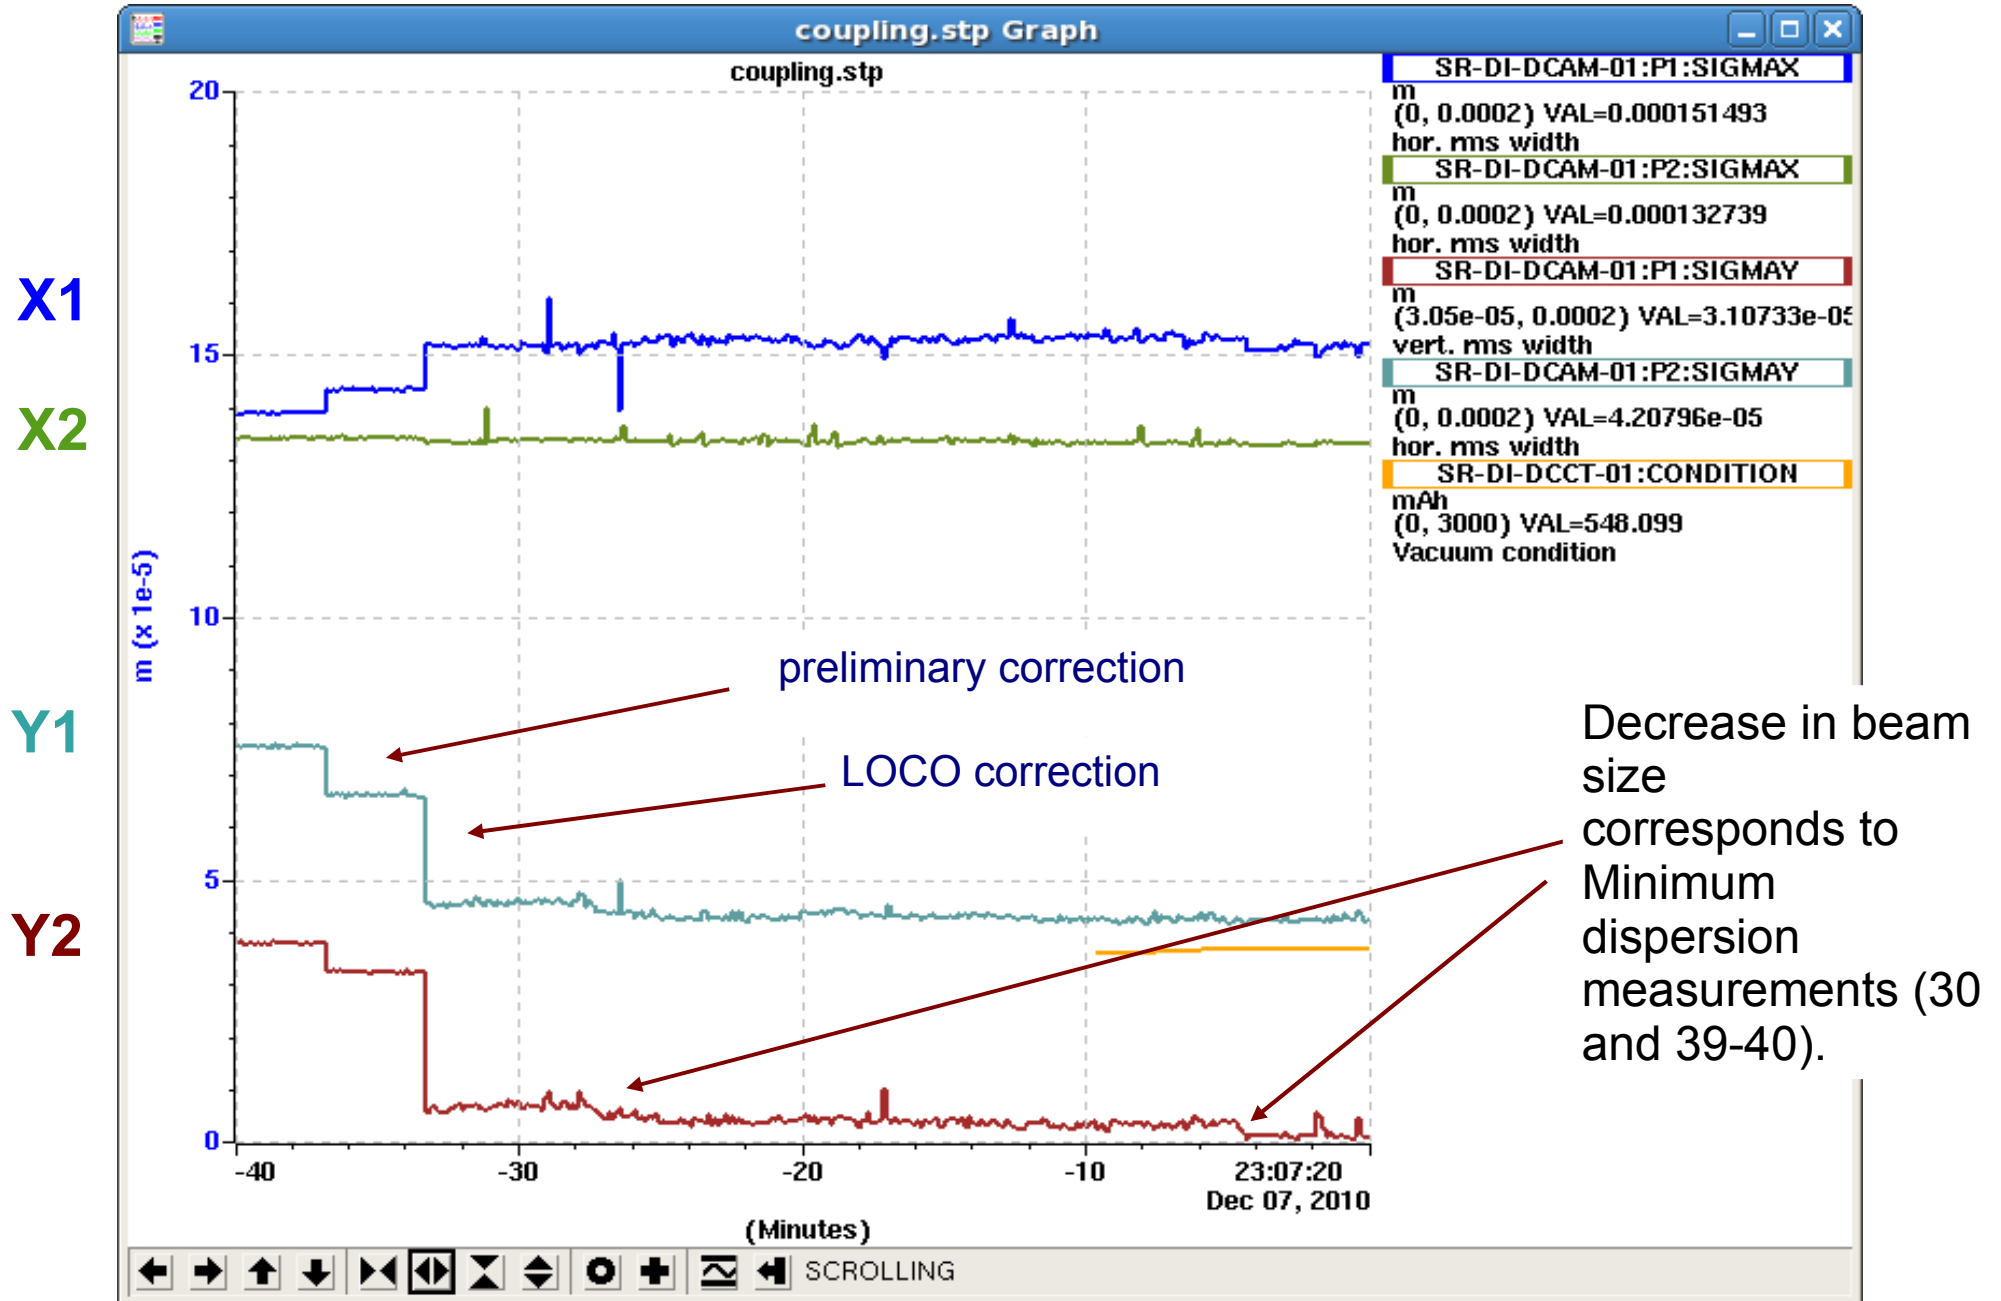 coupling.stp Graph
coupling.stp
20
15
10
5
0
m (x 1e-5)
-40
-30
-20
-10
23:07:20
Dec 07, 2010
(Minutes)
X1
X2
Y1
Y2
preliminary correction
LOCO correction
SR-DI-DCAM-01:P1:SIGMAX
m
(0, 0.0002) VAL=0.000151493
hor. rms width
SR-DI-DCAM-01:P2:SIGMAX
m
(0, 0.0002) VAL=0.000132739
hor. rms width
SR-DI-DCAM-01:P1:SIGMAY
m
(3.05e-05, 0.0002) VAL=3.10733e-05
vert. rms width
SR-DI-DCAM-01:P2:SIGMAY
m
(0, 0.0002) VAL=4.20796e-05
hor. rms width
SR-DI-DCCT-01:CONDITION
mAh
(0, 3000) VAL=548.099
Vacuum condition
Decrease in beam
size
corresponds to
Minimum
dispersion
measurements (30
and 39-40).
SCROLLING